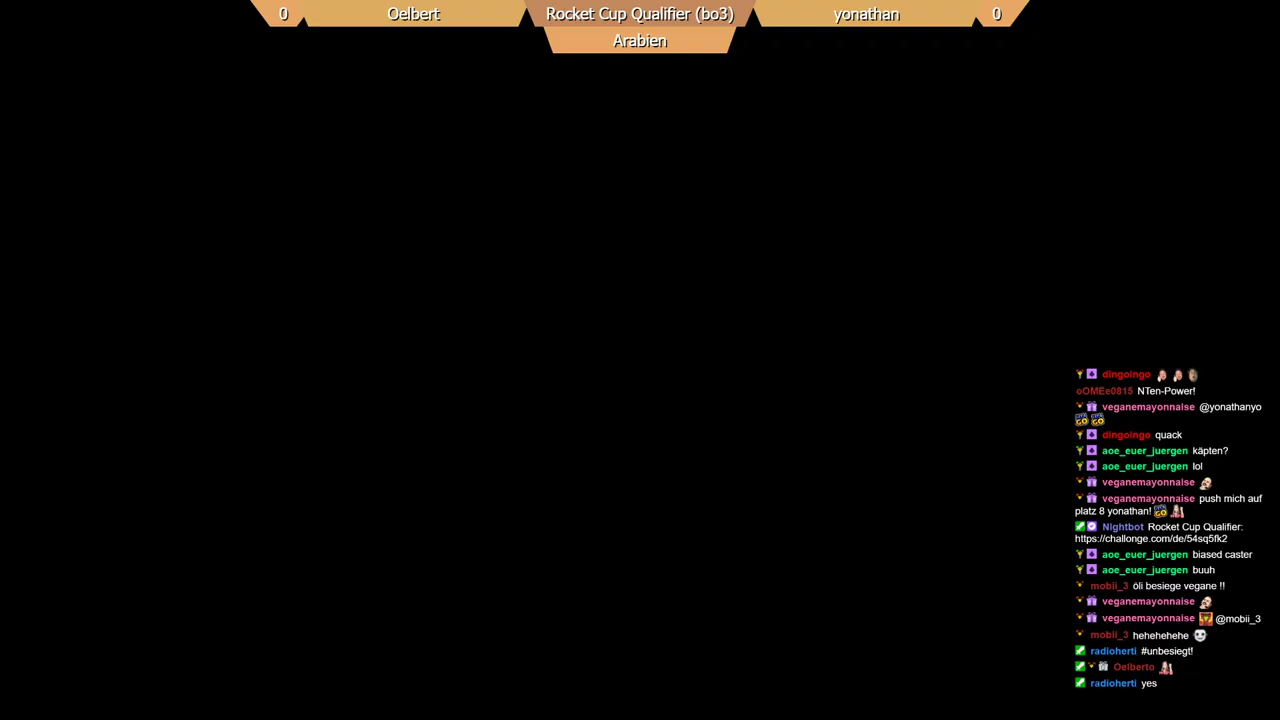 0 Oelbert Rocket Cup Qualifier (bo3) yonathan 0
Arabien
dingoingo
oOMEe0815 NTen-Power!
veganemayonnaise @yonathanyo
dingoingo quack
aoe_euer_juergen käpten?
aoe_euer_juergen lol
veganemayonnaise
veganemayonnaise push mich auf
platz 8 yonathan!
Nightbot Rocket Cup Qualifier:
https://challonge.com/de/54sq5fk2
aoe_euer_juergen biased caster
aoe_euer_juergen buuh
mobii_3 öli besiege vegane !!
veganemayonnaise
veganemayonnaise @mobii_3
mobii_3 hehehehehe
radioherti #unbesiegt!
Oelberto
radioherti yes